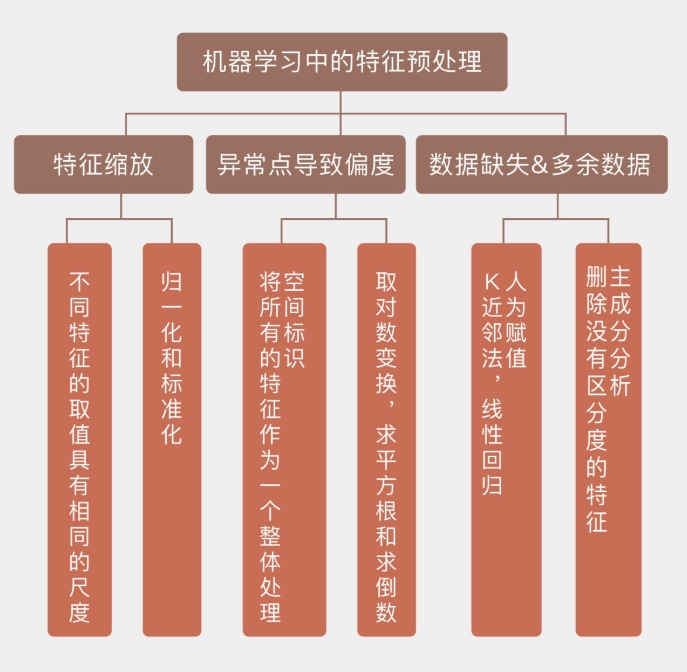 机器学习中的特征预处理
特征缩放
异常点导致偏度
数据缺失&多余数据
不同特征的取值具有相同的尺度
归一化和标准化
空间标识
将所有的特征作为一个整体处理
取对数变换，求平方根和求倒数
人为赋值
K近邻法，线性回归
主成分分析
删除没有区分度的特征